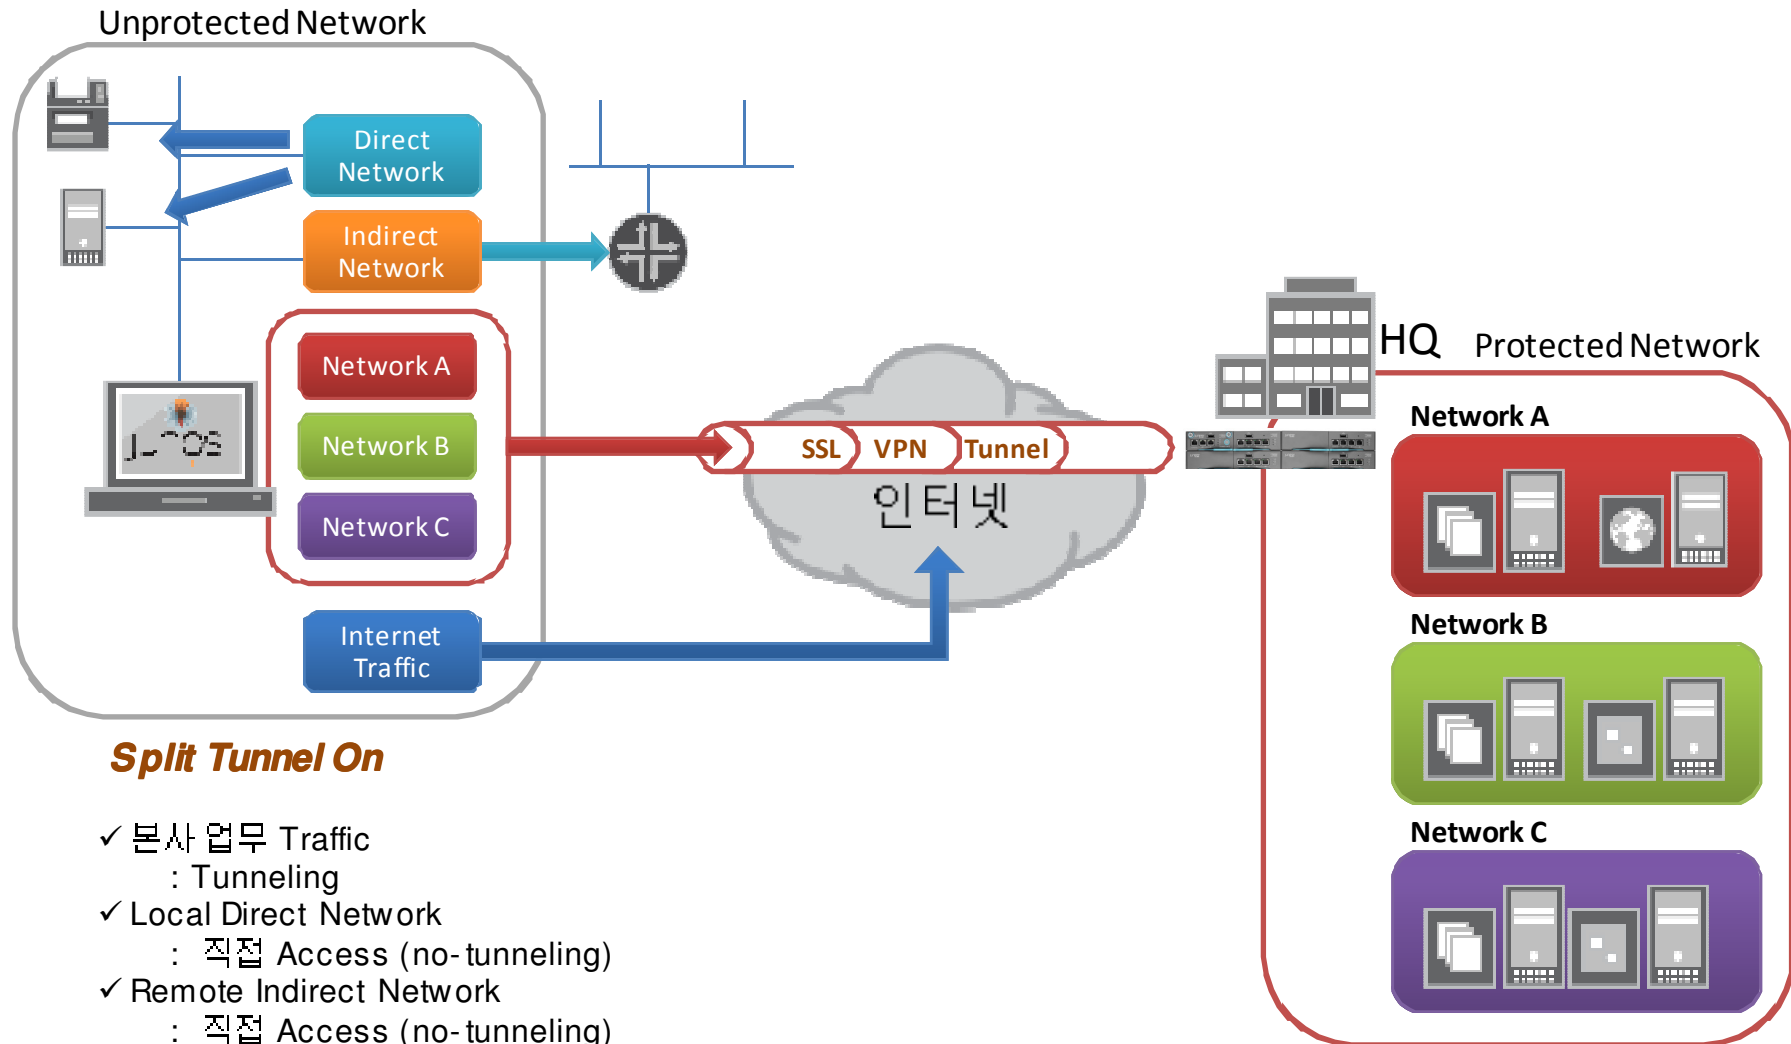 Unprotected Network
Direct
Network
Indirect
Network
Network A
Network B
Network C
Internet
Traffic
SSL VPN Tunnel
인터넷
HQ
Protected Network
Network A
Network B
Network C
Split Tunnel On
✓ 본사 업무 Traffic
: Tunneling
✓ Local Direct Network
: 직접 Access (no-tunneling)
✓ Remote Indirect Network
: 직접 Access (no-tunneling)